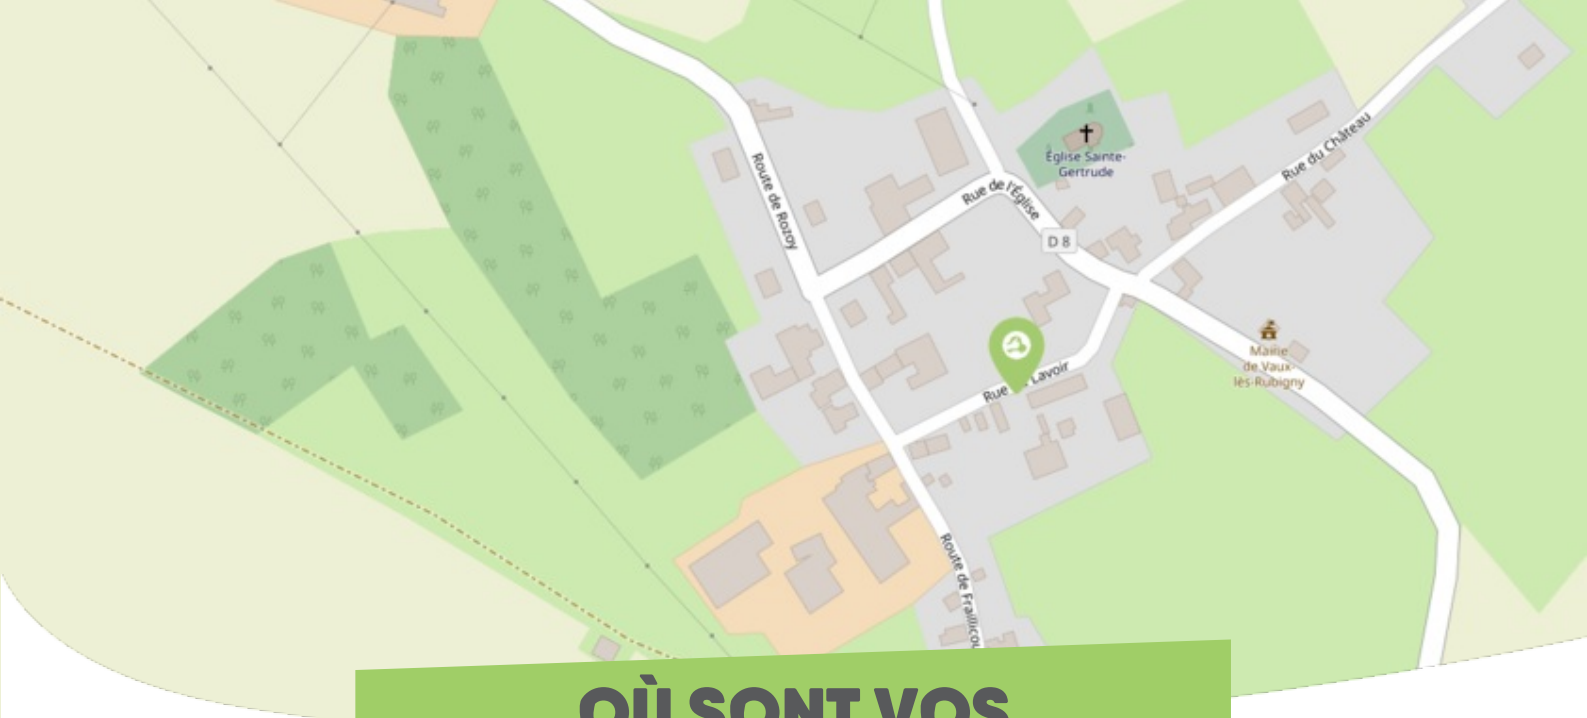 Route de Rozoy
Rue de l'Église
D 8
Église Sainte-
Gertrude
Rue du Château
Mairie
de Vaux-
lès-Rubigny
Rue Lavoir
Route de Fraillicou
OÙ SONT VOS